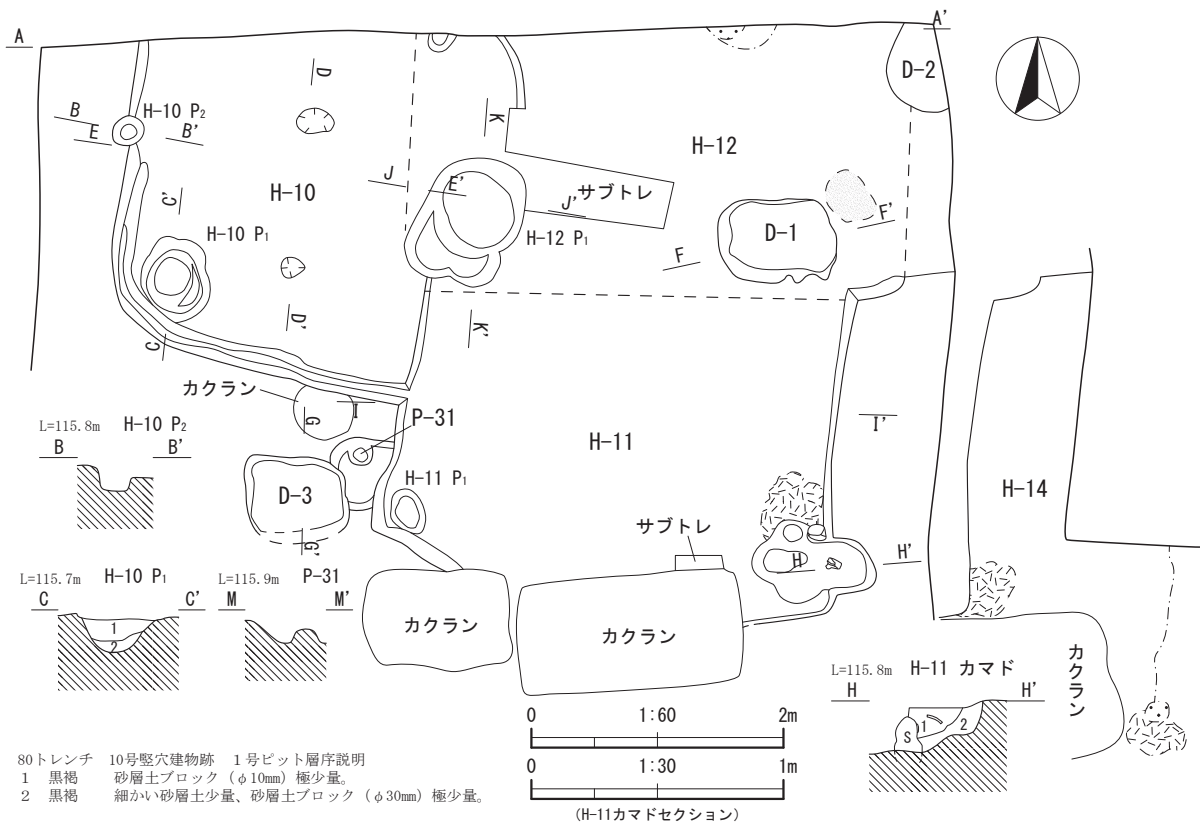 A
A'
D-2
D
B
H-10 P₂
E
B'
K
H-12
H-10
J
E'
サブトレ
J'
C'
H-10 P₁
H-12 P₁
D-1
F'
F
D'
K'
C
カクラン
G
I
P-31
I'
H-11
L=115.8m H-10 P₂
B B'
H-11 P₁
D-3
H-14
サブトレ
G'
H
H'
L=115.7m H-10 P₁
C C'
1
2
L=115.9m P-31
M M'
カクラン
カクラン
カクラン
L=115.8m H-11 カマド
H H'
S 1 2
0 1:60 2m
0 1:30 1m
(H-11カマドセクション)
80トレンチ 10号竪穴建物跡 1号ピット層序説明
1 黒褐 砂層土ブロック(φ10mm)極少量。
2 黒褐 細かい砂層土少量、砂層土ブロック(φ30mm)極少量。